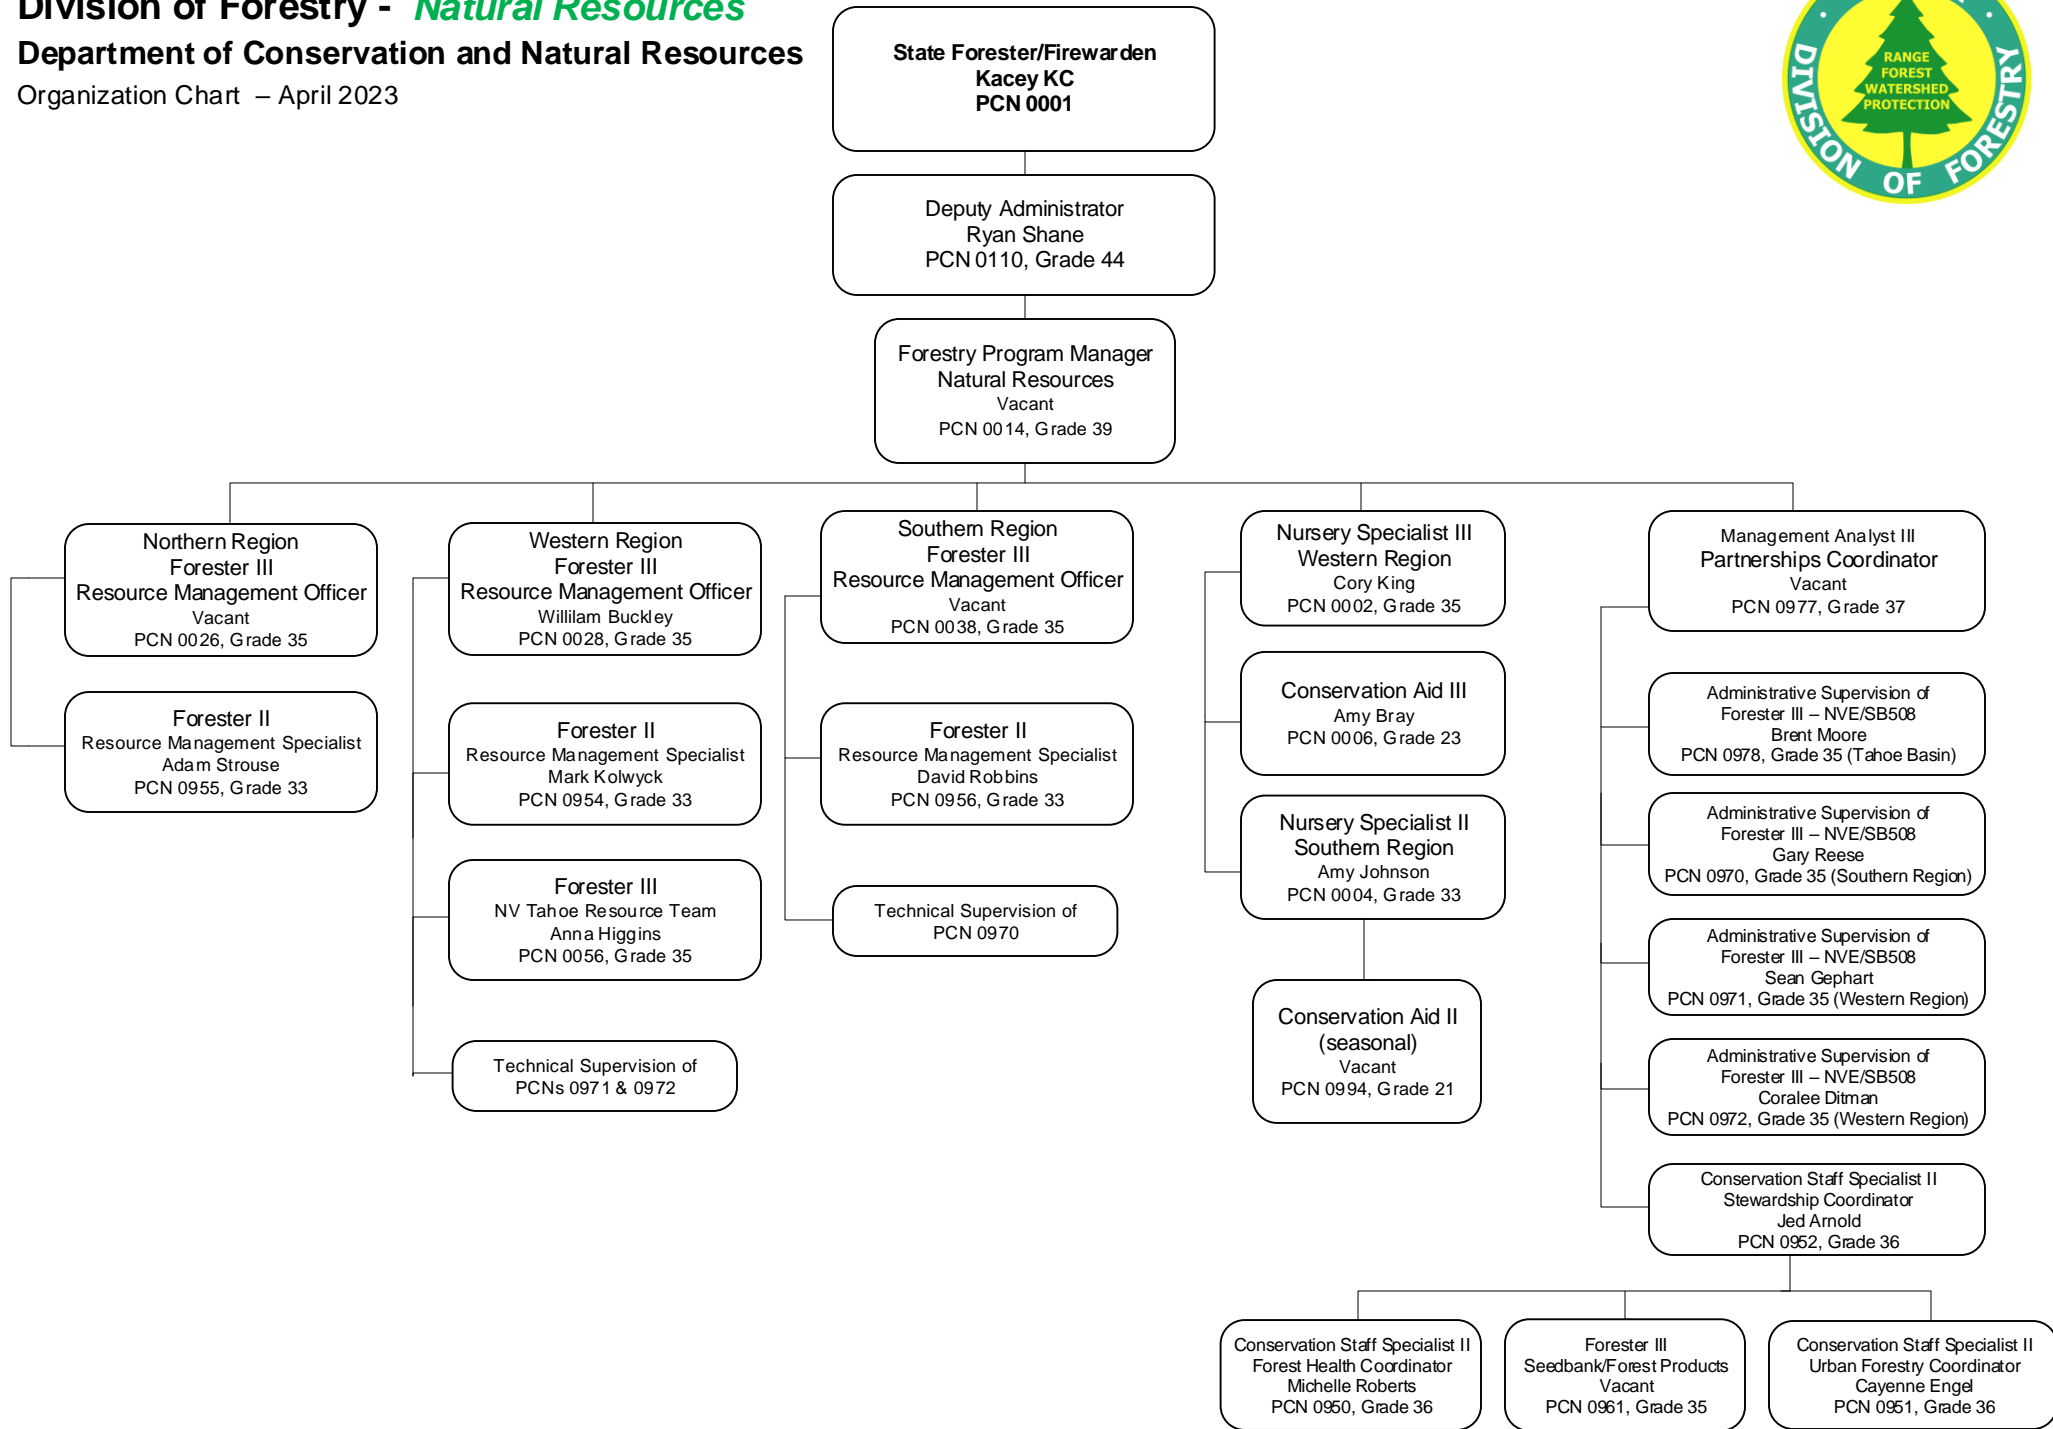 Division of Forestry - Natural Resources
Department of Conservation and Natural Resources
Organization Chart – April 2023
RANGE
FOREST
WATERSHED
PROTECTION
DIVISION OF FORESTRY
State Forester/Firewarden
Kacey KC
PCN 0001
Deputy Administrator
Ryan Shane
PCN 0110, Grade 44
Forestry Program Manager
Natural Resources
Vacant
PCN 0014, Grade 39
Northern Region
Forester III
Resource Management Officer
Vacant
PCN 0026, Grade 35
Forester II
Resource Management Specialist
Adam Strouse
PCN 0955, Grade 33
Western Region
Forester III
Resource Management Officer
Willilam Buckley
PCN 0028, Grade 35
Forester II
Resource Management Specialist
Mark Kolwyck
PCN 0954, Grade 33
Forester III
NV Tahoe Resource Team
Anna Higgins
PCN 0056, Grade 35
Technical Supervision of
PCNs 0971 & 0972
Southern Region
Forester III
Resource Management Officer
Vacant
PCN 0038, Grade 35
Forester II
Resource Management Specialist
David Robbins
PCN 0956, Grade 33
Technical Supervision of
PCN 0970
Nursery Specialist III
Western Region
Cory King
PCN 0002, Grade 35
Conservation Aid III
Amy Bray
PCN 0006, Grade 23
Nursery Specialist II
Southern Region
Amy Johnson
PCN 0004, Grade 33
Conservation Aid II
(seasonal)
Vacant
PCN 0994, Grade 21
Management Analyst III
Partnerships Coordinator
Vacant
PCN 0977, Grade 37
Administrative Supervision of
Forester III – NVE/SB508
Brent Moore
PCN 0978, Grade 35 (Tahoe Basin)
Administrative Supervision of
Forester III – NVE/SB508
Gary Reese
PCN 0970, Grade 35 (Southern Region)
Administrative Supervision of
Forester III – NVE/SB508
Sean Gephart
PCN 0971, Grade 35 (Western Region)
Administrative Supervision of
Forester III – NVE/SB508
Coralee Ditman
PCN 0972, Grade 35 (Western Region)
Conservation Staff Specialist II
Stewardship Coordinator
Jed Arnold
PCN 0952, Grade 36
Conservation Staff Specialist II
Forest Health Coordinator
Michelle Roberts
PCN 0950, Grade 36
Forester III
Seedbank/Forest Products
Vacant
PCN 0961, Grade 35
Conservation Staff Specialist II
Urban Forestry Coordinator
Cayenne Engel
PCN 0951, Grade 36